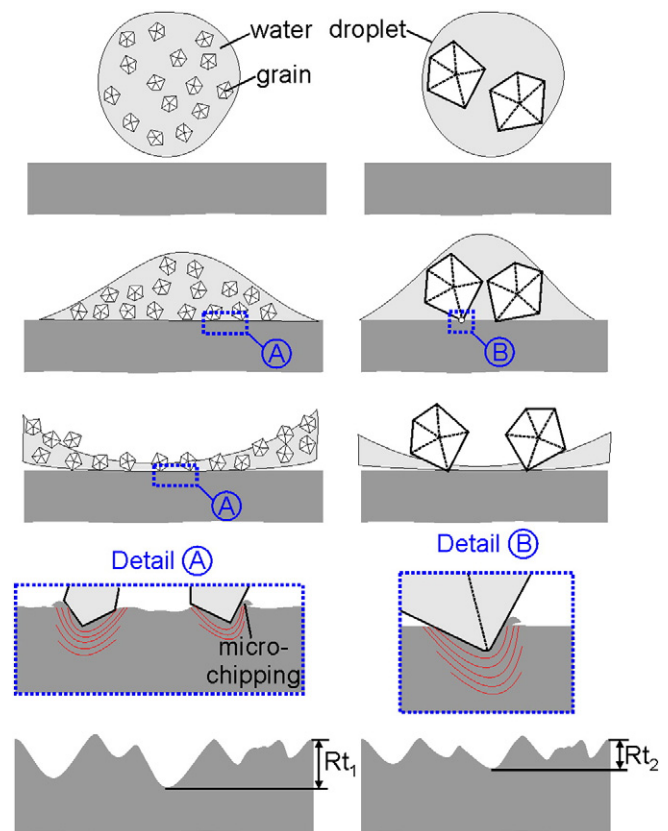 water droplet
grain
A
B
A
Detail A
Detail B
micro-
chipping
Rt₁
Rt₂